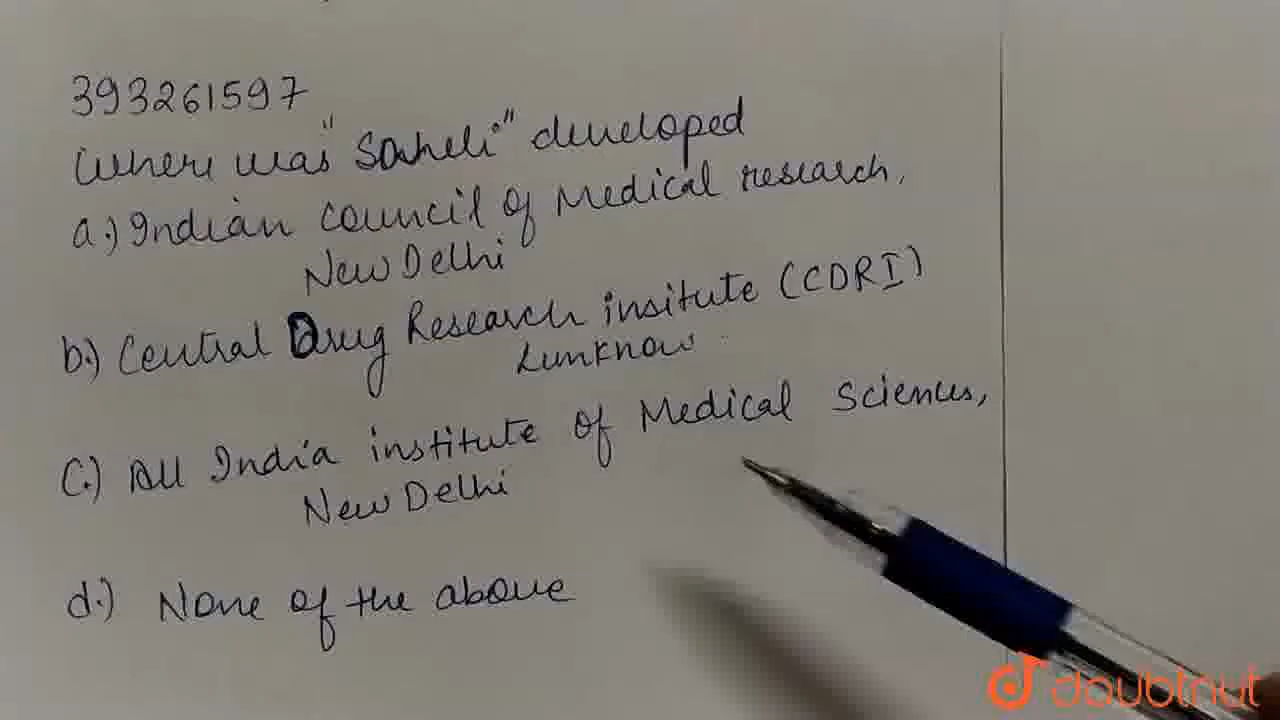 393261597
Where was "Saheli" developed
a.) Indian council of Medical research,
New Delhi
b.) Central Drug Research insitute (CDRI)
Lunknow
C.) All India institute of Medical Sciences,
New Delhi
d.) None of the above
doubtnut